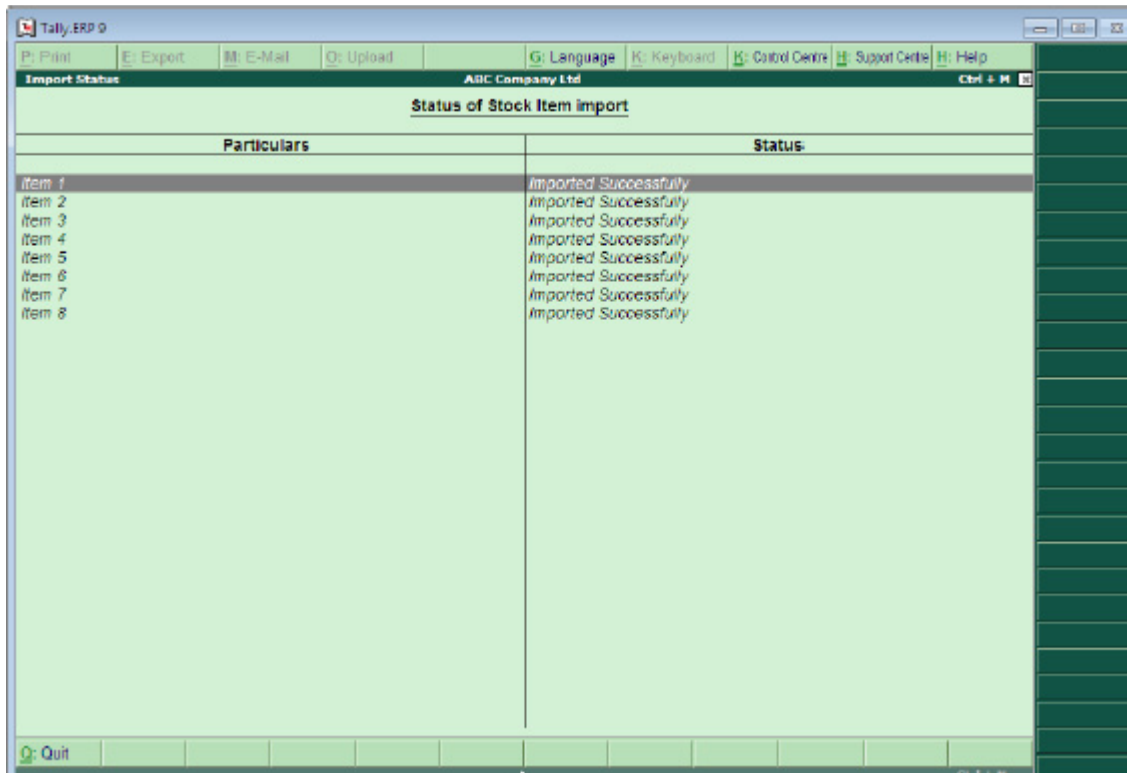 Tally.ERP 9
P: Print E: Export M: E-Mail O: Upload G: Language K: Keyboard K: Control Centre H: Support Centre H: Help
Import Status ABC Company Ltd Ctrl + M
Status of Stock Item import
Particulars Status
Item 1 Imported Successfully
Item 2 Imported Successfully
Item 3 Imported Successfully
Item 4 Imported Successfully
Item 5 Imported Successfully
Item 6 Imported Successfully
Item 7 Imported Successfully
Item 8 Imported Successfully
Q: Quit